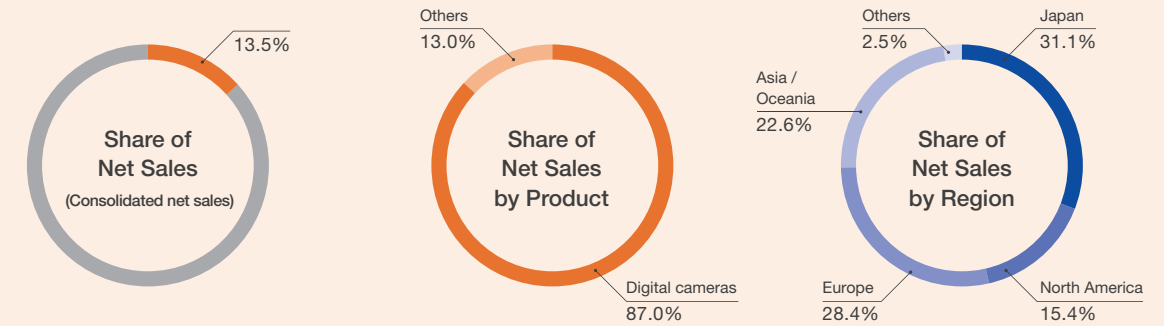 13.5%
Share of
Net Sales
(Consolidated net sales)
Others
13.0%
Share of
Net Sales
by Product
Digital cameras
87.0%
Others
2.5%
Japan
31.1%
Asia /
Oceania
22.6%
Share of
Net Sales
by Region
Europe
28.4%
North America
15.4%